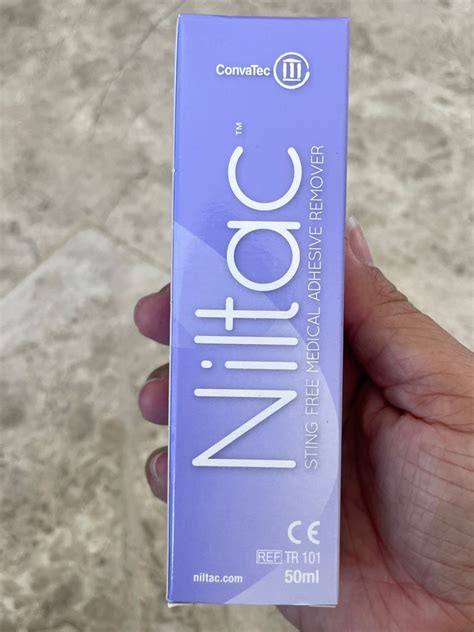 ConvaTec
Niltac™
STING FREE MEDICAL ADHESIVE REMOVER
CE
REF TR 101
niltac.com
50ml